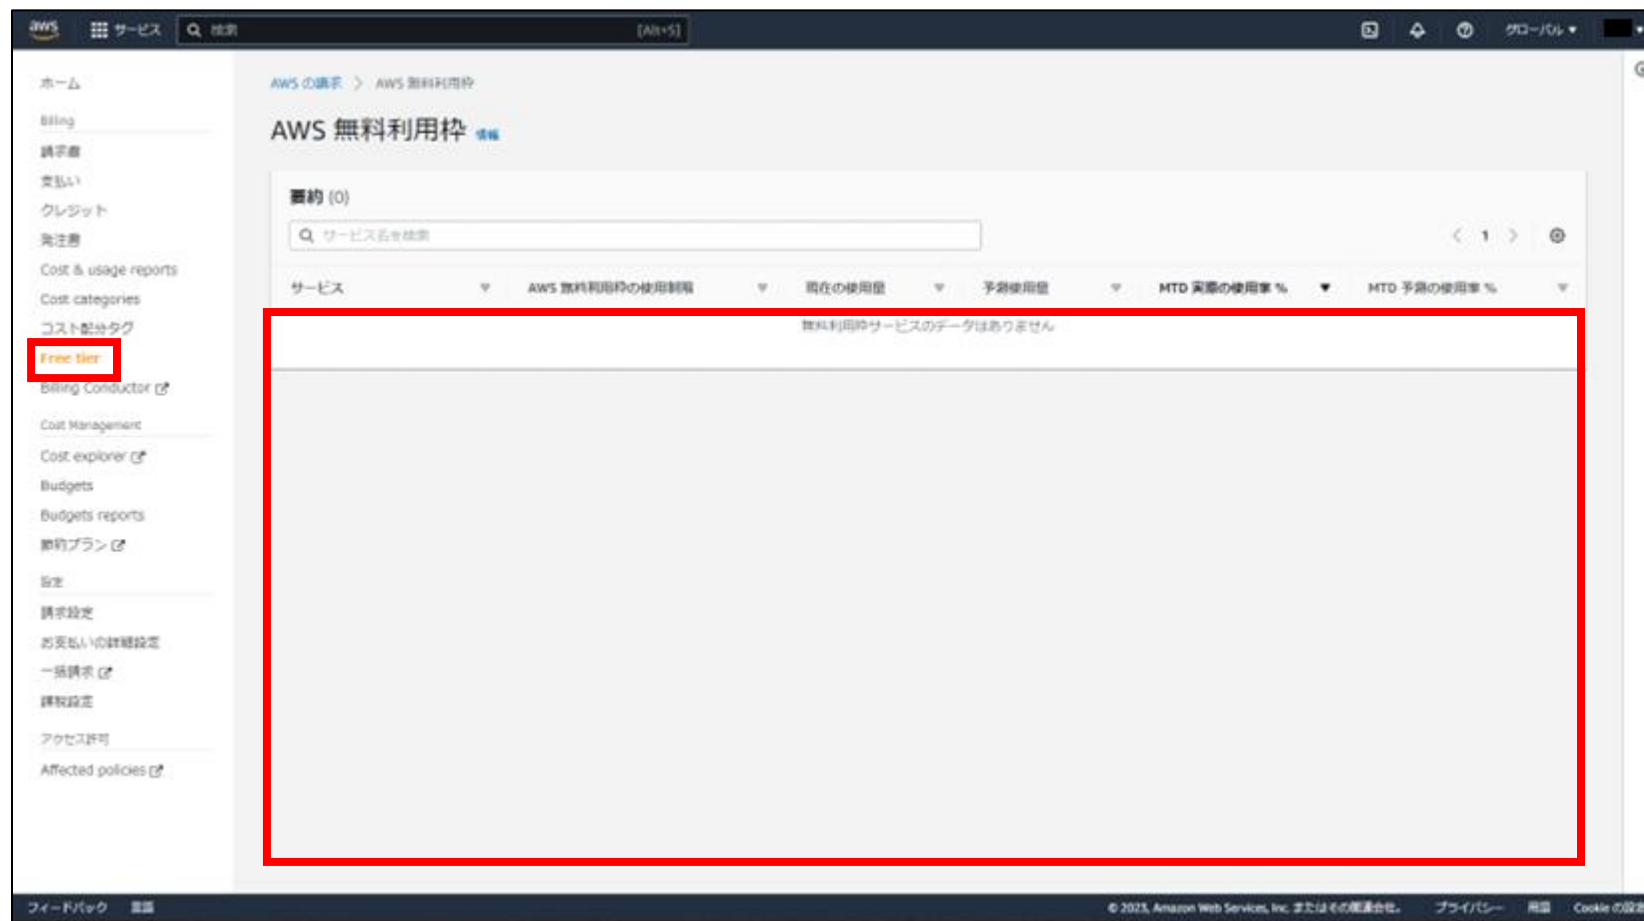 aws サービス 検索 [Alt+S] グローバル
ホーム
Billing
請求書
支払い
クレジット
発注書
Cost & usage reports
Cost categories
コスト配分タグ
Free tier
Billing Conductor
Cost Management
Cost explorer
Budgets
Budgets reports
節約プラン
設定
請求設定
お支払いの詳細設定
一括請求
課税設定
アクセス許可
Affected policies
AWS の請求 > AWS 無料利用枠
AWS 無料利用枠 情報
要約 (0)
サービス名を検索
< 1 >
サービス AWS 無料利用枠の使用制限 現在の使用量 予測使用量 MTD 実際の使用率 % MTD 予測の使用率 %
無料利用枠サービスのデータはありません
フィードバック 言語 © 2023, Amazon Web Services, Inc. またはその関連会社。 プライバシー 用語 Cookie の設定